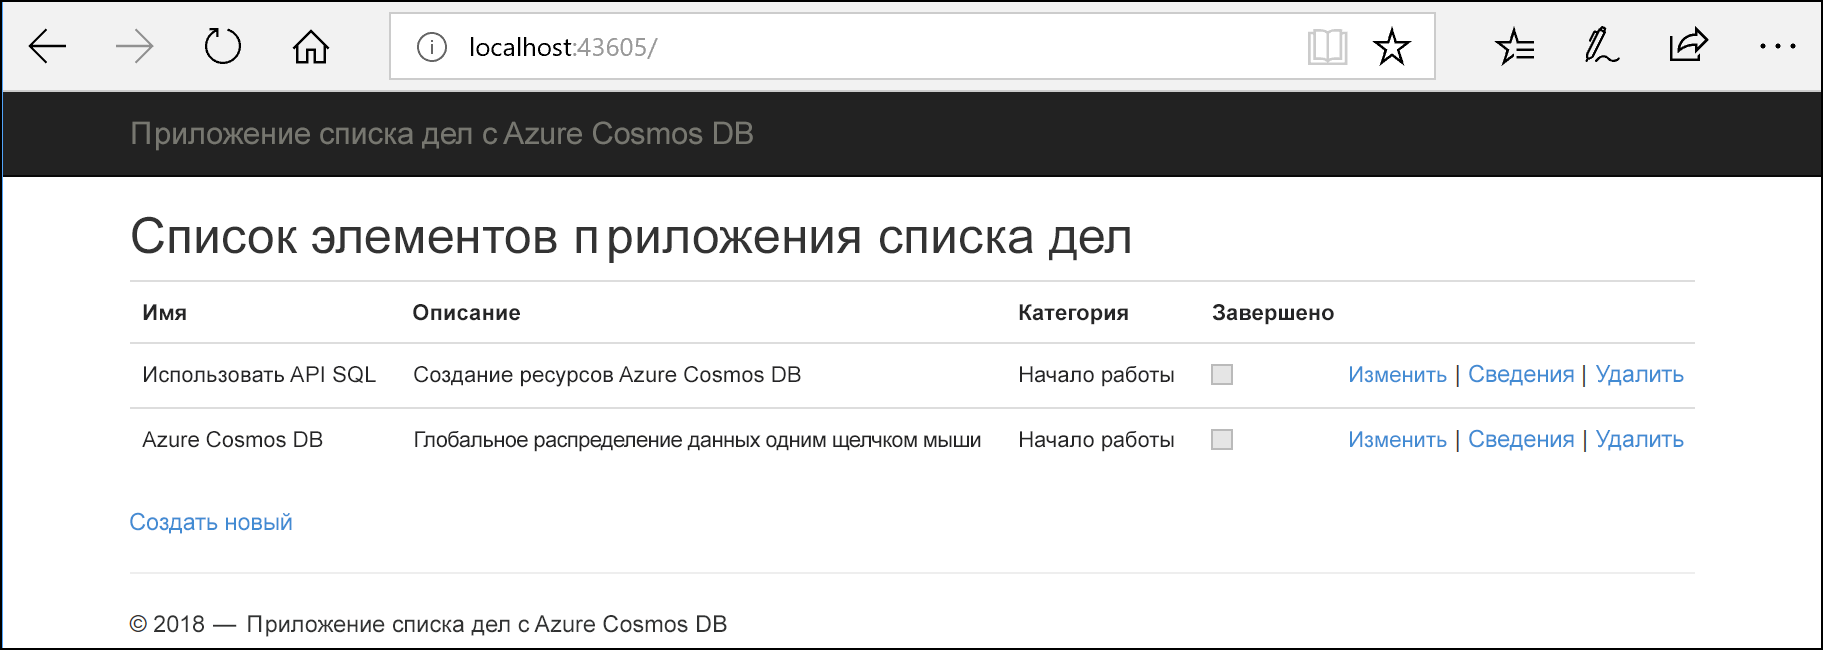 localhost:43605/
Приложение списка дел с Azure Cosmos DB
Список элементов приложения списка дел
Имя Описание Категория Завершено
Использовать API SQL Создание ресурсов Azure Cosmos DB Начало работы Изменить | Сведения | Удалить
Azure Cosmos DB Глобальное распределение данных одним щелчком мыши Начало работы Изменить | Сведения | Удалить
Создать новый
© 2018 — Приложение списка дел с Azure Cosmos DB